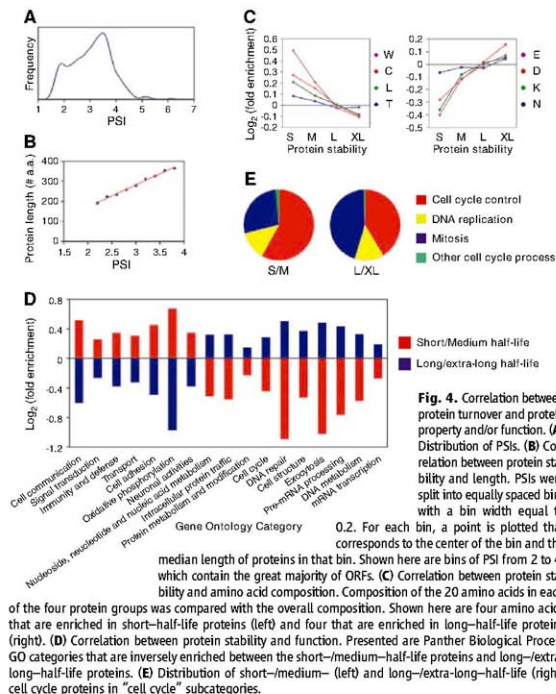 A
Frequency
1 2 3 4 5 6 7
PSI
B
Protein length (# a.a.)
400
300
200
100
0
1.5 2 2.5 3 3.5 4
PSI
C
Log2 (fold enrichment)
0.6
0.5
0.4
0.3
0.2
0.1
0
-0.1
-0.2
S M L XL
Protein stability
W
C
L
T
0.2
0.1
0
-0.1
-0.2
-0.3
-0.4
-0.5
S M L XL
Protein stability
E
D
K
N
E
S/M
L/XL
Cell cycle control
DNA replication
Mitosis
Other cell cycle process
D
Log2 (fold enrichment)
0.8
0.4
0
-0.4
-0.8
-1.2
Short/Medium half-life
Long/extra-long half-life
Cell communication
Signal transduction
Immunity and defense
Transport
Cell adhesion
Oxidative phosphorylation
Neuronal activities
Nucleoside, neucleotide and nucleic acid metabolism
Intracellular protein traffic
Protein metabolism and modification
Cell cycle
DNA repair
Cell structure
Exocytosis
Pre-mRNA processing
DNA metabolism
mRNA transcription
Gene Ontology Category
Fig. 4. Correlation betwee
protein turnover and protei
property and/or function. (A
Distribution of PSIs. (B) Co
relation between protein sta
bility and length. PSIs wer
split into equally spaced bin
with a bin width equal t
0.2. For each bin, a point is plotted tha
corresponds to the center of the bin and th
median length of proteins in that bin. Shown here are bins of PSI from 2 to 4
which contain the great majority of ORFs. (C) Correlation between protein sta
bility and amino acid composition. Composition of the 20 amino acids in eac
of the four protein groups was compared with the overall composition. Shown here are four amino acid
that are enriched in short–half-life proteins (left) and four that are enriched in long–half-life protein
(right). (D) Correlation between protein stability and function. Presented are Panther Biological Proce
GO categories that are inversely enriched between the short–/medium–half-life proteins and long–/extra
long–half-life proteins. (E) Distribution of short–/medium– (left) and long–/extra-long–half-life (righ
cell cycle proteins in "cell cycle" subcategories.